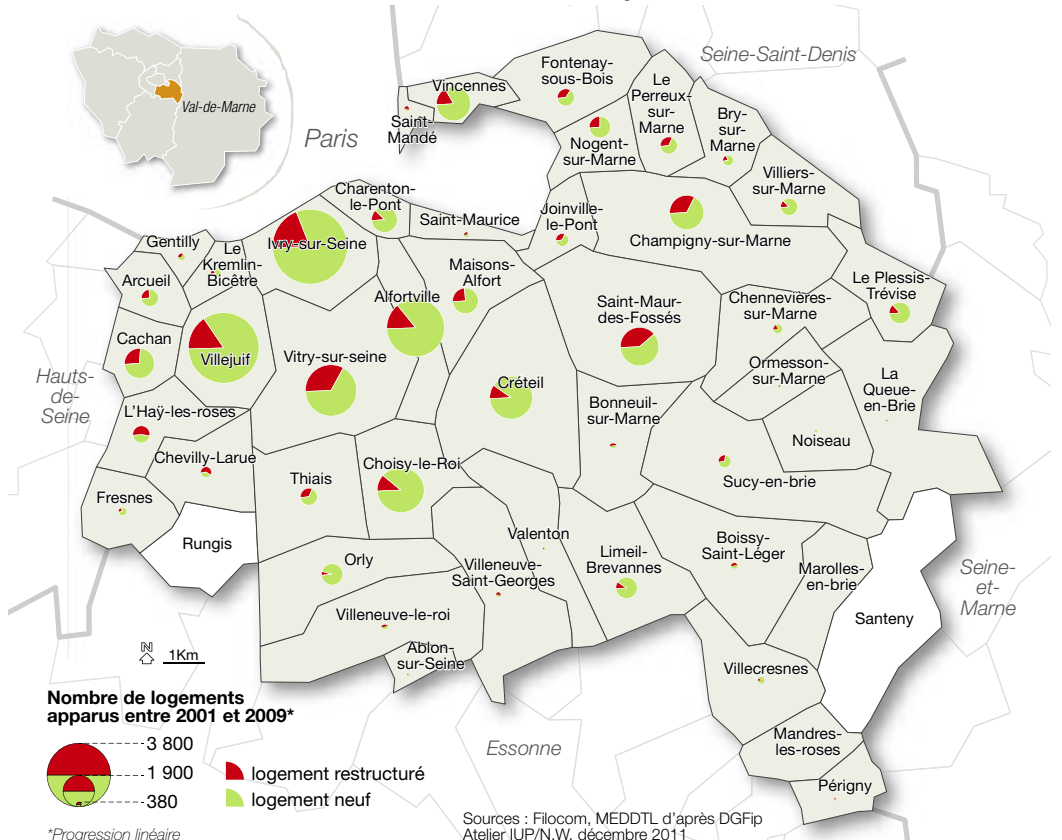 Seine-Saint-Denis
Val-de-Marne
Paris
Vincennes
Saint-
Mandé
Fontenay-
sous-Bois
Le
Perreux-
sur-
Marne
Bry-
sur-
Marne
Nogent-
sur-Marne
Villiers-
sur-Marne
Charenton-
le-Pont
Saint-Maurice
Joinville-
le-Pont
Champigny-sur-Marne
Gentilly
Le
Kremlin-
Bicêtre
Ivry-sur-Seine
Arcueil
Maisons-
Alfort
Alfortville
Saint-Maur-
des-Fossés
Chennevières-
sur-Marne
Le Plessis-
Trévise
Cachan
Villejuif
Vitry-sur-seine
Créteil
Ormesson-
sur-Marne
La
Queue-
en-Brie
Hauts-
de-
Seine
L'Haÿ-les-roses
Bonneuil-
sur-Marne
Noiseau
Chevilly-Larue
Choisy-le-Roi
Thiais
Sucy-en-brie
Fresnes
Rungis
Valenton
Orly
Villeneuve-
Saint-Georges
Limeil-
Brevannes
Boissy-
Saint-Léger
Marolles-
en-brie
Seine-
et-
Marne
Santeny
Villeneuve-le-roi
Ablon-
sur-Seine
Villecresnes
Mandres-
les-roses
Périgny
Essonne
N
1Km
Nombre de logements
apparus entre 2001 et 2009*
3 800
1 900
380
logement restructuré
logement neuf
*Progression linéaire
Sources : Filocom, MEDDTL d'après DGFip
Atelier IUP/N.W. décembre 2011